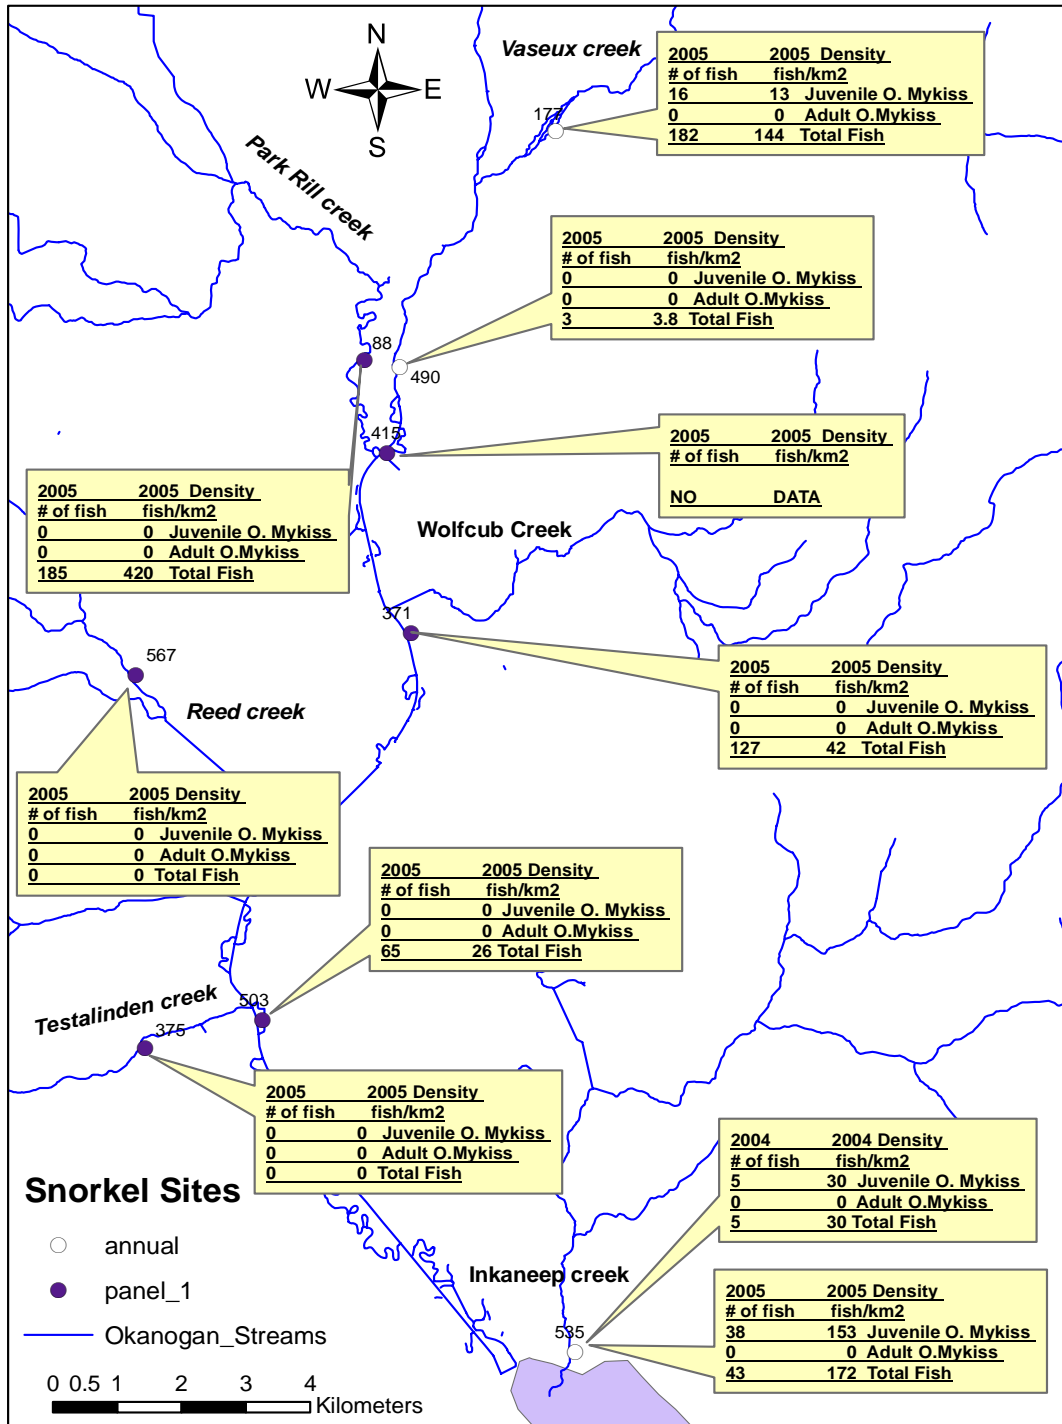 N
W E
S
Vaseux creek
177
2005 2005 Density
# of fish fish/km2
16 13 Juvenile O. Mykiss
0 0 Adult O.Mykiss
182 144 Total Fish
Park Rill creek
2005 2005 Density
# of fish fish/km2
0 0 Juvenile O. Mykiss
0 0 Adult O.Mykiss
3 3.8 Total Fish
88
490
415
2005 2005 Density
# of fish fish/km2
NO DATA
2005 2005 Density
# of fish fish/km2
0 0 Juvenile O. Mykiss
0 0 Adult O.Mykiss
185 420 Total Fish
Wolfcub Creek
371
567
Reed creek
2005 2005 Density
# of fish fish/km2
0 0 Juvenile O. Mykiss
0 0 Adult O.Mykiss
127 42 Total Fish
2005 2005 Density
# of fish fish/km2
0 0 Juvenile O. Mykiss
0 0 Adult O.Mykiss
0 0 Total Fish
2005 2005 Density
# of fish fish/km2
0 0 Juvenile O. Mykiss
0 0 Adult O.Mykiss
65 26 Total Fish
Testalinden creek
503
375
2005 2005 Density
# of fish fish/km2
0 0 Juvenile O. Mykiss
0 0 Adult O.Mykiss
0 0 Total Fish
2004 2004 Density
# of fish fish/km2
5 30 Juvenile O. Mykiss
0 0 Adult O.Mykiss
5 30 Total Fish
Inkaneep creek
535
2005 2005 Density
# of fish fish/km2
38 153 Juvenile O. Mykiss
0 0 Adult O.Mykiss
43 172 Total Fish
Snorkel Sites
annual
panel_1
Okanogan_Streams
0 0.5 1 2 3 4
Kilometers